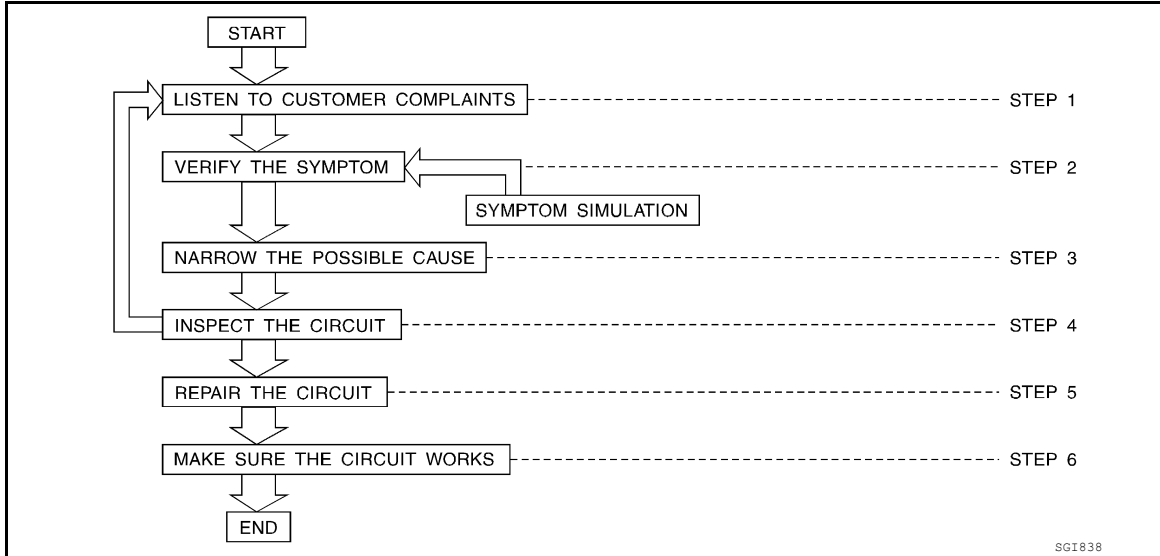 START
LISTEN TO CUSTOMER COMPLAINTS
STEP 1
VERIFY THE SYMPTOM
STEP 2
SYMPTOM SIMULATION
NARROW THE POSSIBLE CAUSE
STEP 3
INSPECT THE CIRCUIT
STEP 4
REPAIR THE CIRCUIT
STEP 5
MAKE SURE THE CIRCUIT WORKS
STEP 6
END
SGI838